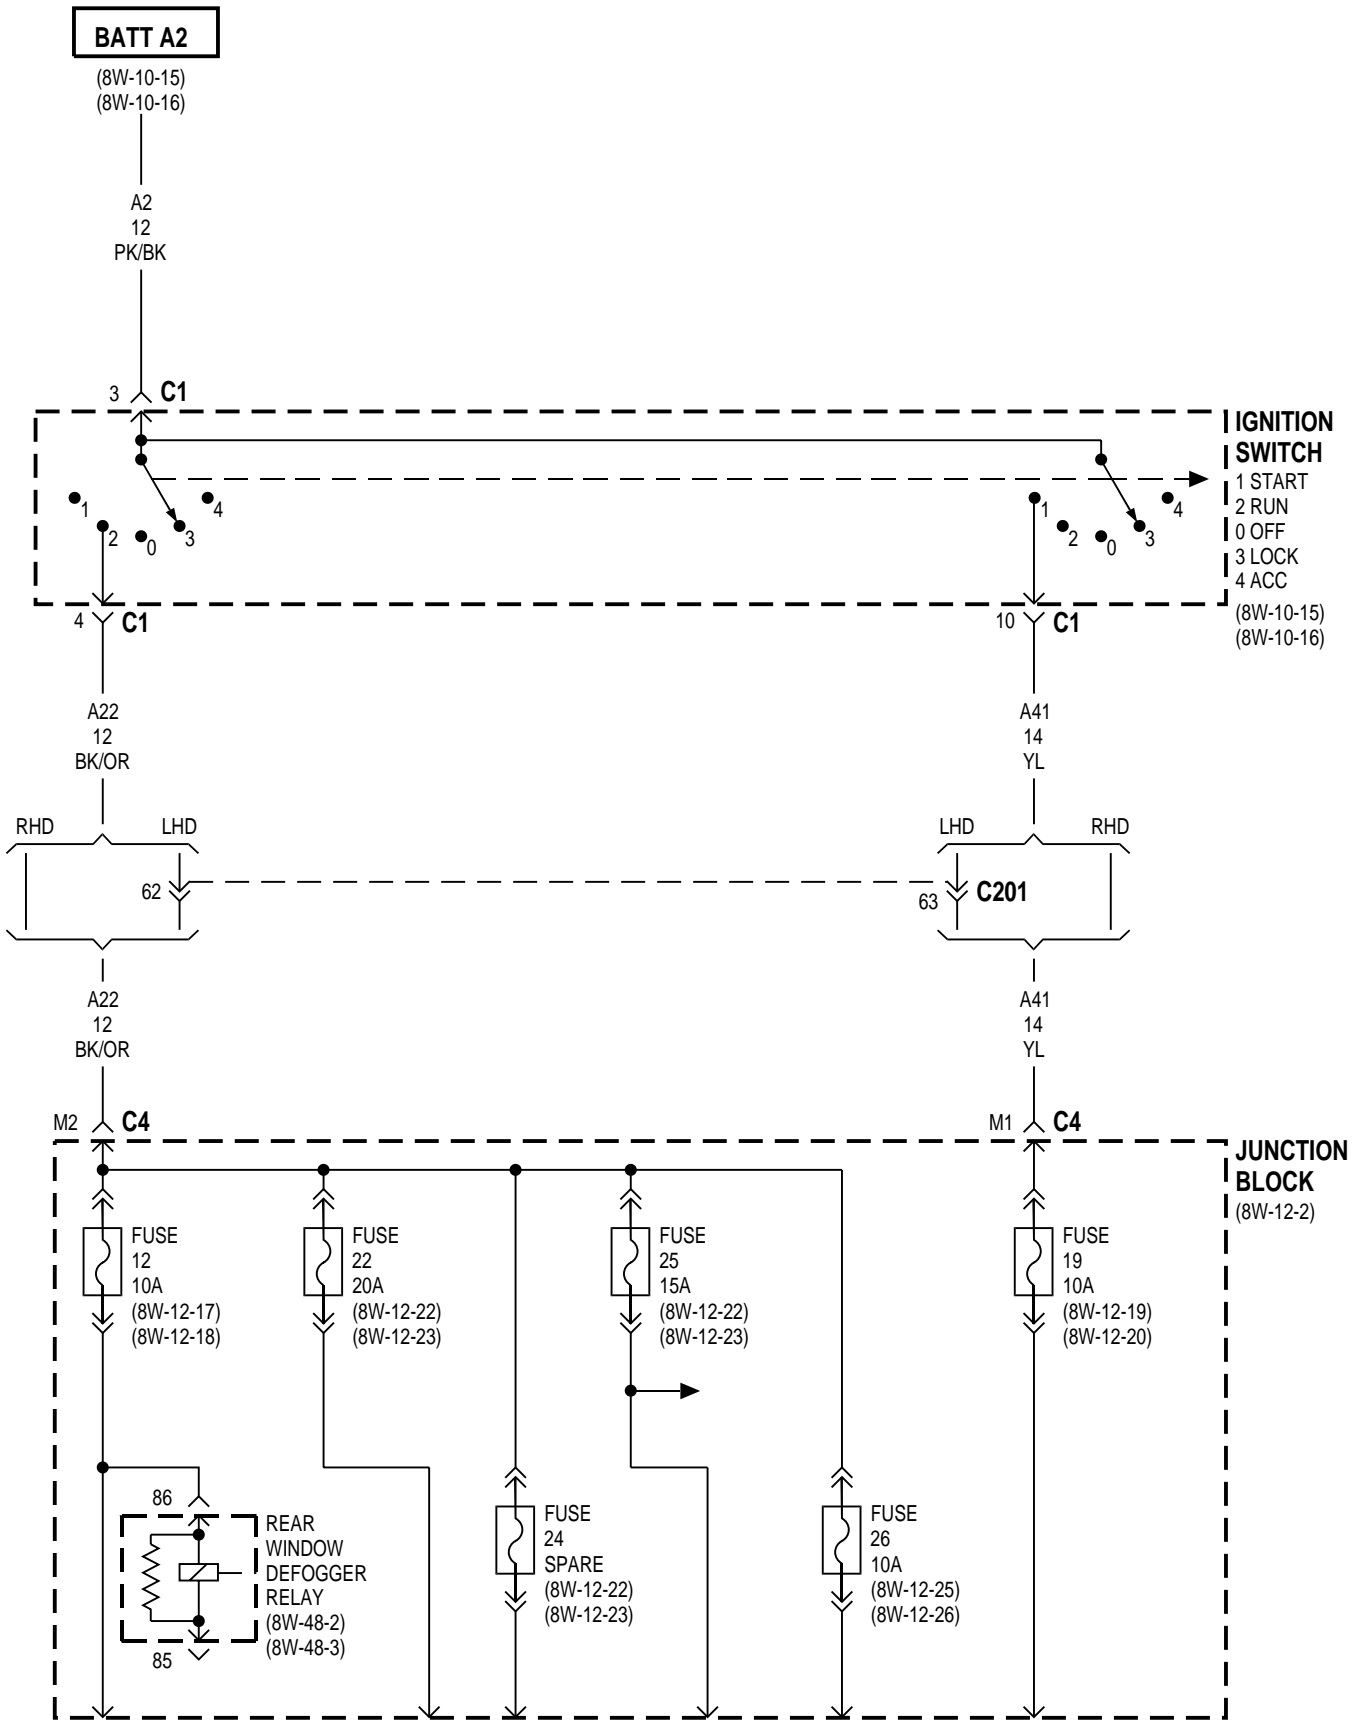 BATT A2
(8W-10-15)
(8W-10-16)
A2
12
PK/BK
3 C1
IGNITION
SWITCH
1 START
2 RUN
0 OFF
3 LOCK
4 ACC
(8W-10-15)
(8W-10-16)
1 2 0 3 4
1 2 0 3 4
4 C1
10 C1
A22
12
BK/OR
A41
14
YL
RHD LHD
LHD RHD
62
63 C201
A22
12
BK/OR
A41
14
YL
M2 C4
M1 C4
JUNCTION
BLOCK
(8W-12-2)
FUSE
12
10A
(8W-12-17)
(8W-12-18)
FUSE
22
20A
(8W-12-22)
(8W-12-23)
FUSE
25
15A
(8W-12-22)
(8W-12-23)
FUSE
19
10A
(8W-12-19)
(8W-12-20)
86
REAR
WINDOW
DEFOGGER
RELAY
(8W-48-2)
(8W-48-3)
85
FUSE
24
SPARE
(8W-12-22)
(8W-12-23)
FUSE
26
10A
(8W-12-25)
(8W-12-26)